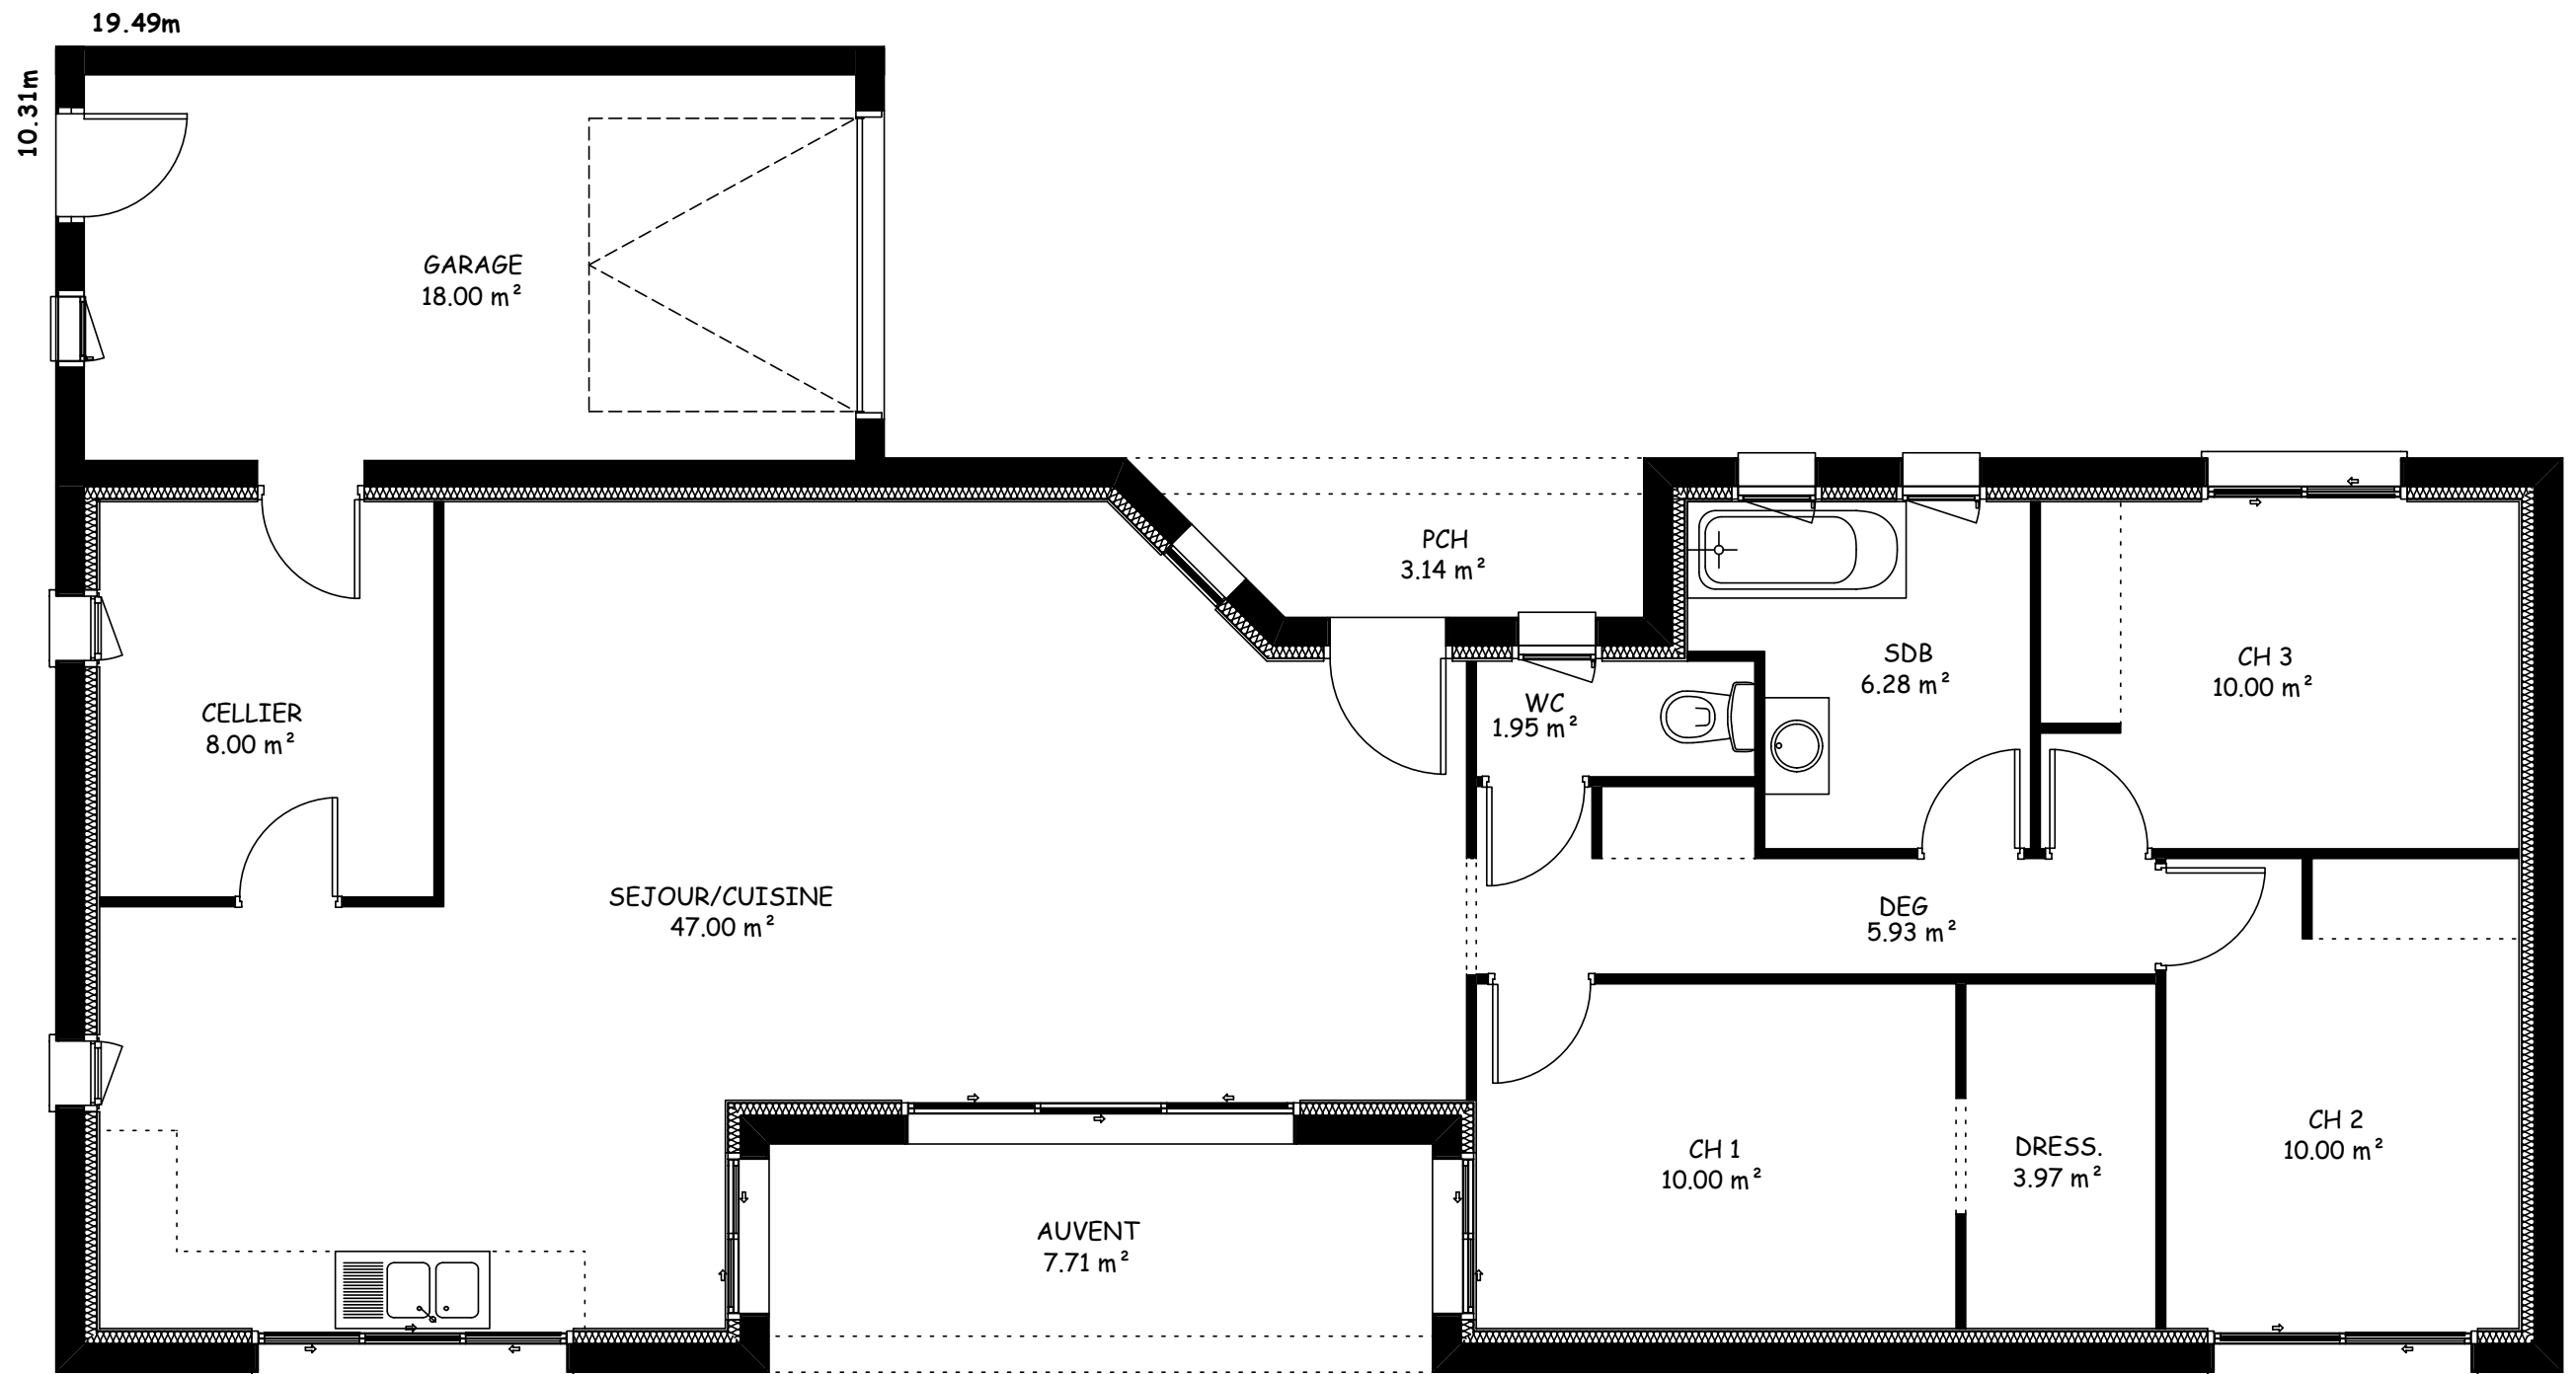 19.49m
10.31m
GARAGE
18.00 m²
PCH
3.14 m²
SDB
6.28 m²
CH 3
10.00 m²
WC
1.95 m²
CELLIER
8.00 m²
SEJOUR/CUISINE
47.00 m²
DEG
5.93 m²
CH 1
10.00 m²
DRESS.
3.97 m²
CH 2
10.00 m²
AUVENT
7.71 m²